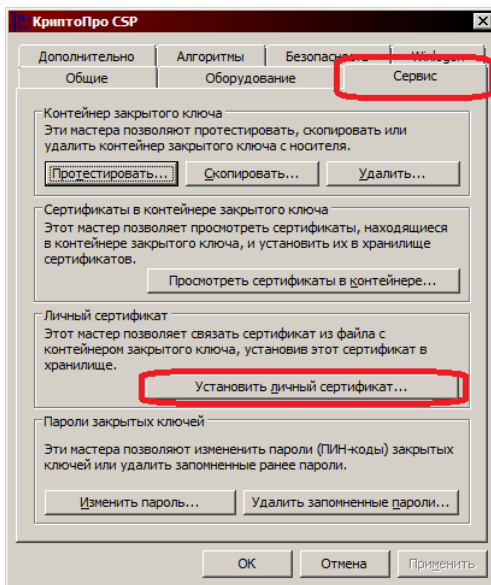 КриптоПро CSP
Дополнительно Алгоритмы Безопасность Winlogon
Общие Оборудование Сервис
Контейнер закрытого ключа
Эти мастера позволяют протестировать, скопировать или
удалить контейнер закрытого ключа с носителя.
Протестировать... Скопировать... Удалить...
Сертификаты в контейнере закрытого ключа
Этот мастер позволяет просмотреть сертификаты, находящиеся
в контейнере закрытого ключа, и установить их в хранилище
сертификатов.
Просмотреть сертификаты в контейнере...
Личный сертификат
Этот мастер позволяет связать сертификат из файла с
контейнером закрытого ключа, установив этот сертификат в
хранилище.
Установить личный сертификат...
Пароли закрытых ключей
Эти мастера позволяют измененить пароли (ПИН-коды) закрытых
ключей или удалить запомненные ранее пароли.
Изменить пароль... Удалить запомненные пароли...
ОК Отмена Применить